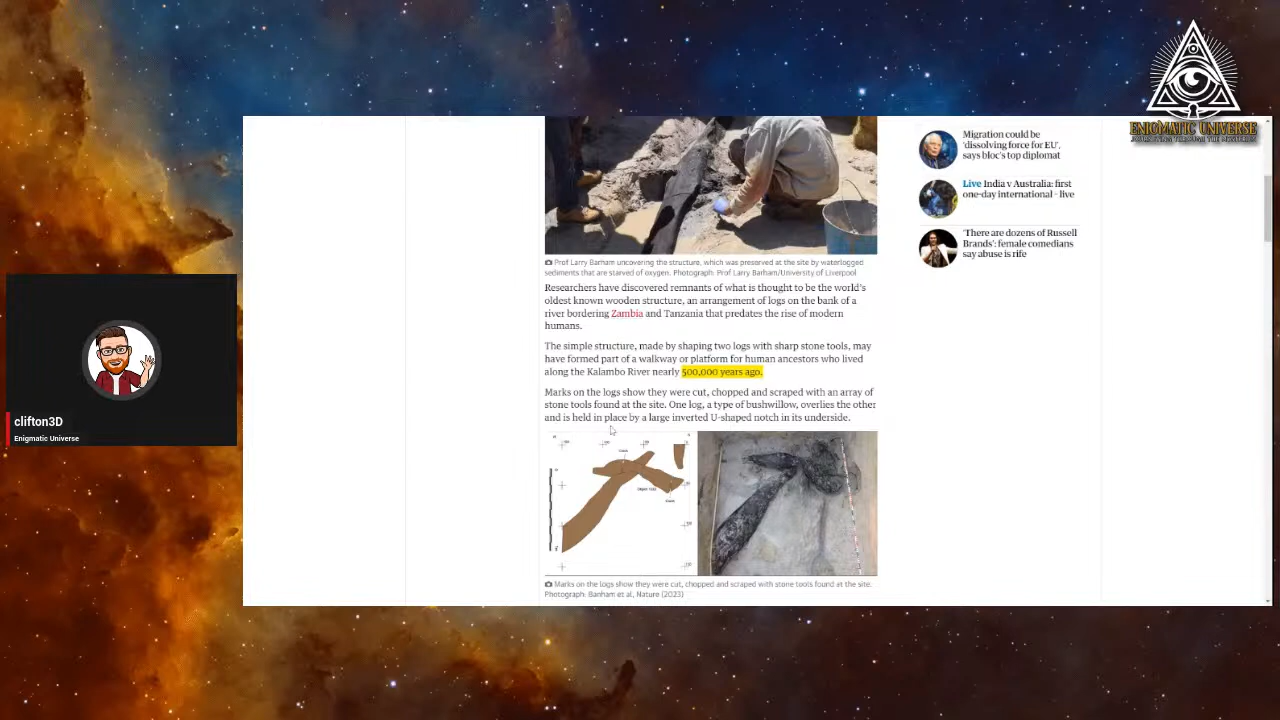 ENIGMATIC UNIVERSE
Migration could be
'dissolving force for EU',
says bloc's top diplomat
Live India v Australia: first
one-day international – live
'There are dozens of Russell
Brands': female comedians
say abuse is rife
Prof Larry Barham uncovering the structure, which was preserved at the site by waterlogged
sediments that are starved of oxygen. Photograph: Prof Larry Barham/University of Liverpool
Researchers have discovered remnants of what is thought to be the world's
oldest known wooden structure, an arrangement of logs on the bank of a
river bordering Zambia and Tanzania that predates the rise of modern
humans.
The simple structure, made by shaping two logs with sharp stone tools, may
have formed part of a walkway or platform for human ancestors who lived
along the Kalambo River nearly 500,000 years ago.
Marks on the logs show they were cut, chopped and scraped with an array of
stone tools found at the site. One log, a type of bushwillow, overlies the other
and is held in place by a large inverted U-shaped notch in its underside.
Marks on the logs show they were cut, chopped and scraped with stone tools found at the site.
Photograph: Banham et al, Nature (2023)
clifton3D
Enigmatic Universe